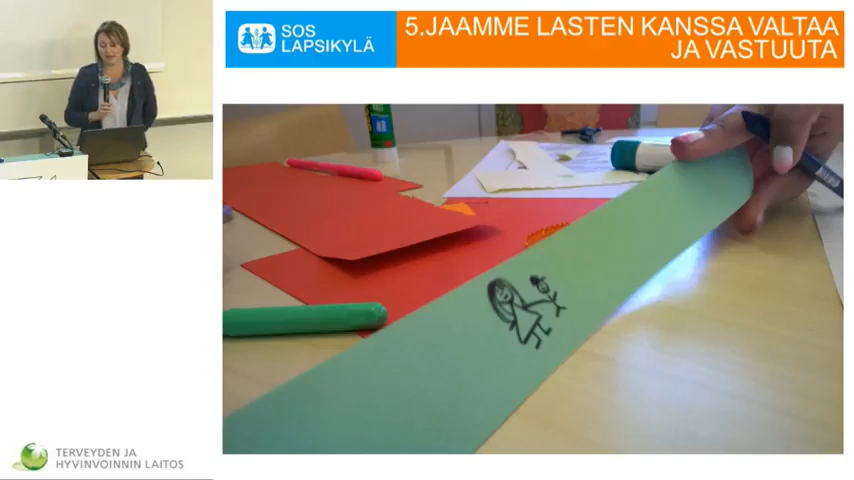 SOS
LAPSIKYLÄ
5.JAAMME LASTEN KANSSA VALTAA
JA VASTUUTA
TERVEYDEN JA
HYVINVOINNIN LAITOS